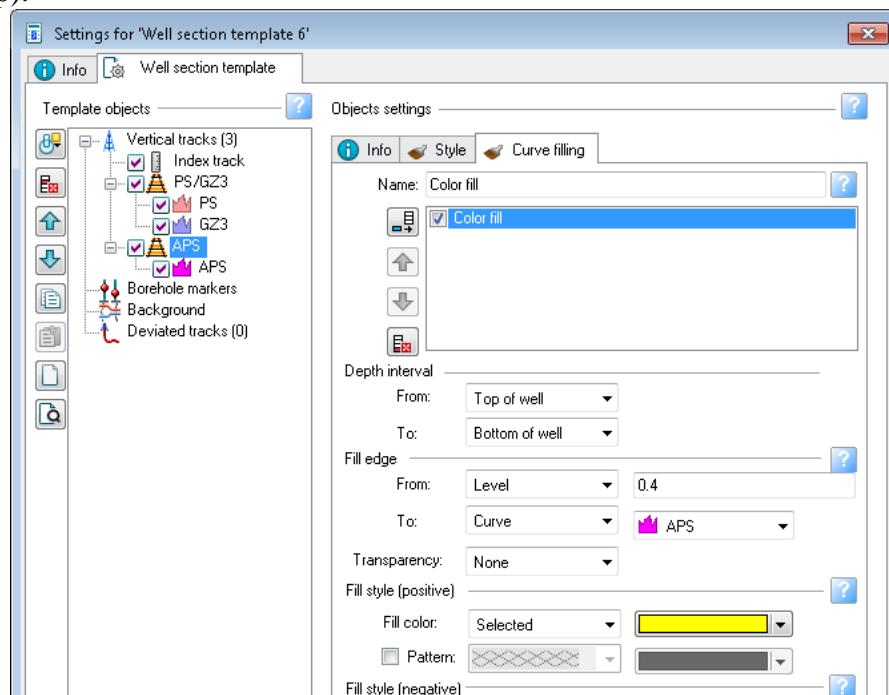 Settings for 'Well section template 6'
Info Well section template
Template objects ?
Vertical tracks (3)
Index track
PS/GZ3
PS
GZ3
APS
APS
Borehole markers
Background
Deviated tracks (0)
Objects settings ?
Info Style Curve filling
Name: Color fill ?
Color fill
Depth interval
From: Top of well
To: Bottom of well
Fill edge ?
From: Level 0.4
To: Curve APS
Transparency: None
Fill style (positive) ?
Fill color: Selected
Pattern:
Fill style (negative) ?